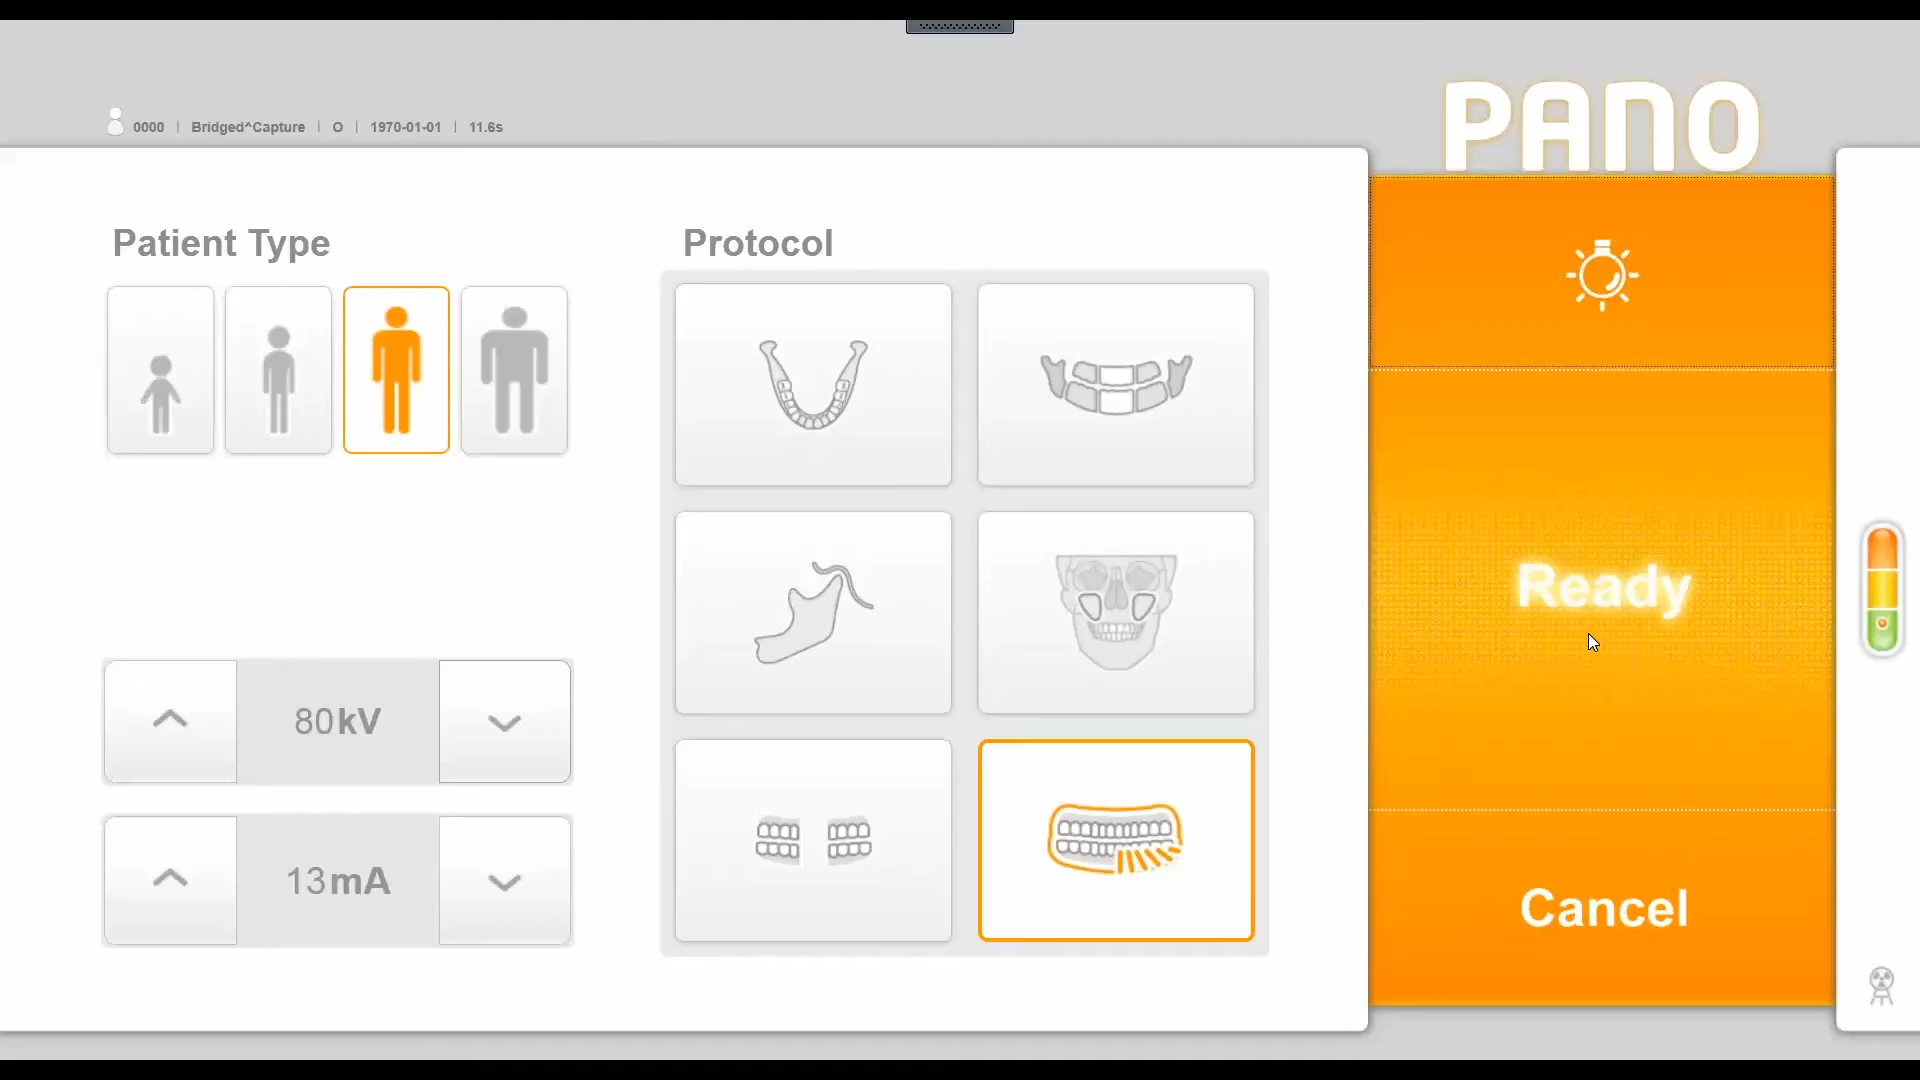 PANO
0000 | Bridged^Capture | O | 1970-01-01 | 11.6s
Patient Type
Protocol
Ready
80kV
13mA
Cancel